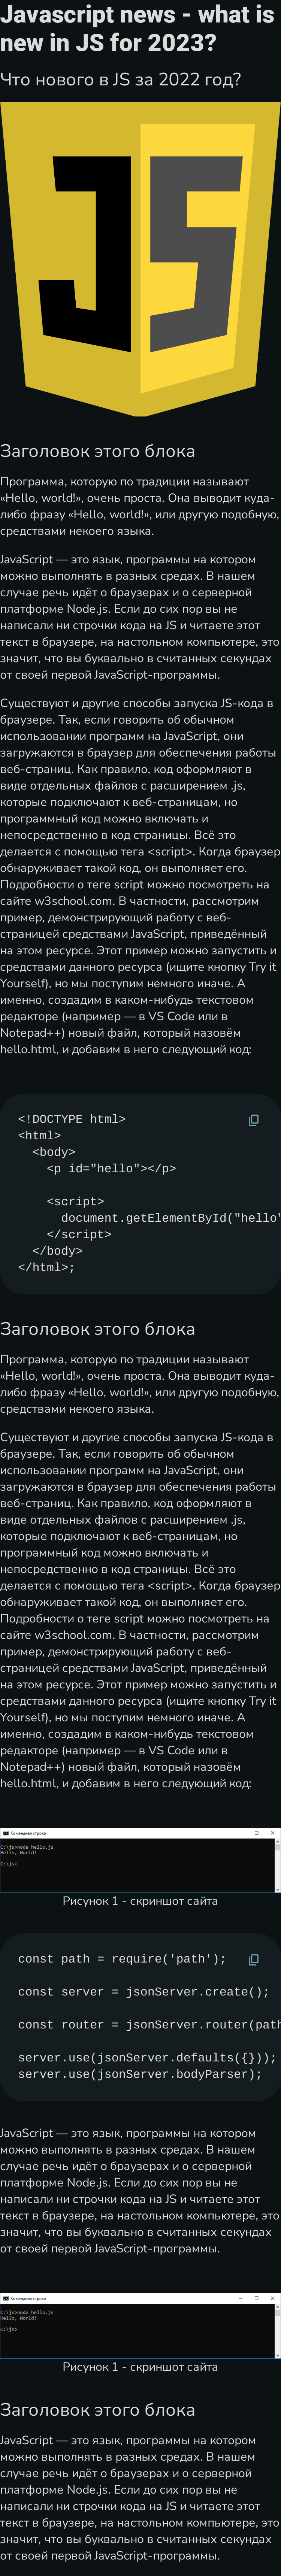 Javascript news - what is
new in JS for 2023?
Что нового в JS за 2022 год?
JS
Заголовок этого блока
Программа, которую по традиции называют
«Hello, world!», очень проста. Она выводит куда-
либо фразу «Hello, world!», или другую подобную,
средствами некоего языка.
JavaScript — это язык, программы на котором
можно выполнять в разных средах. В нашем
случае речь идёт о браузерах и о серверной
платформе Node.js. Если до сих пор вы не
написали ни строчки кода на JS и читаете этот
текст в браузере, на настольном компьютере, это
значит, что вы буквально в считанных секундах
от своей первой JavaScript-программы.
Существуют и другие способы запуска JS-кода в
браузере. Так, если говорить об обычном
использовании программ на JavaScript, они
загружаются в браузер для обеспечения работы
веб-страниц. Как правило, код оформляют в
виде отдельных файлов с расширением .js,
которые подключают к веб-страницам, но
программный код можно включать и
непосредственно в код страницы. Всё это
делается с помощью тега <script>. Когда браузер
обнаруживает такой код, он выполняет его.
Подробности о теге script можно посмотреть на
сайте w3school.com. В частности, рассмотрим
пример, демонстрирующий работу с веб-
страницей средствами JavaScript, приведённый
на этом ресурсе. Этот пример можно запустить и
средствами данного ресурса (ищите кнопку Try it
Yourself), но мы поступим немного иначе. А
именно, создадим в каком-нибудь текстовом
редакторе (например — в VS Code или в
Notepad++) новый файл, который назовём
hello.html, и добавим в него следующий код:
<!DOCTYPE html>
<html>
<body>
<p id="hello"></p>
<script>
document.getElementById("hello"
</script>
</body>
</html>;
Заголовок этого блока
Программа, которую по традиции называют
«Hello, world!», очень проста. Она выводит куда-
либо фразу «Hello, world!», или другую подобную,
средствами некоего языка.
Существуют и другие способы запуска JS-кода в
браузере. Так, если говорить об обычном
использовании программ на JavaScript, они
загружаются в браузер для обеспечения работы
веб-страниц. Как правило, код оформляют в
виде отдельных файлов с расширением .js,
которые подключают к веб-страницам, но
программный код можно включать и
непосредственно в код страницы. Всё это
делается с помощью тега <script>. Когда браузер
обнаруживает такой код, он выполняет его.
Подробности о теге script можно посмотреть на
сайте w3school.com. В частности, рассмотрим
пример, демонстрирующий работу с веб-
страницей средствами JavaScript, приведённый
на этом ресурсе. Этот пример можно запустить и
средствами данного ресурса (ищите кнопку Try it
Yourself), но мы поступим немного иначе. А
именно, создадим в каком-нибудь текстовом
редакторе (например — в VS Code или в
Notepad++) новый файл, который назовём
hello.html, и добавим в него следующий код:
Командная строка
C:\js>node hello.js
Hello, World!
C:\js>
Рисунок 1 - скриншот сайта
const path = require('path');
const server = jsonServer.create();
const router = jsonServer.router(path
server.use(jsonServer.defaults({}));
server.use(jsonServer.bodyParser);
JavaScript — это язык, программы на котором
можно выполнять в разных средах. В нашем
случае речь идёт о браузерах и о серверной
платформе Node.js. Если до сих пор вы не
написали ни строчки кода на JS и читаете этот
текст в браузере, на настольном компьютере, это
значит, что вы буквально в считанных секундах
от своей первой JavaScript-программы.
Командная строка
C:\js>node hello.js
Hello, World!
C:\js>
Рисунок 1 - скриншот сайта
Заголовок этого блока
JavaScript — это язык, программы на котором
можно выполнять в разных средах. В нашем
случае речь идёт о браузерах и о серверной
платформе Node.js. Если до сих пор вы не
написали ни строчки кода на JS и читаете этот
текст в браузере, на настольном компьютере, это
значит, что вы буквально в считанных секундах
от своей первой JavaScript-программы.